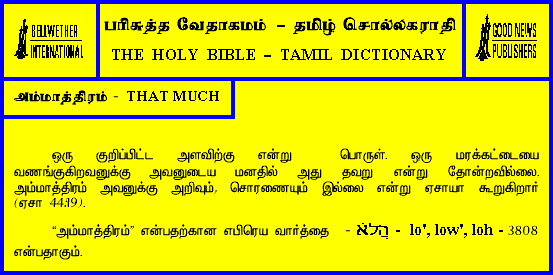 BELLWETHER
INTERNATIONAL
பரிசுத்த வேதாகமம் – தமிழ் சொல்லகராதி
THE HOLY BIBLE – TAMIL DICTIONARY
GOOD NEWS
PUBLISHERS
அம்மாத்திரம் - THAT MUCH
ஒரு குறிப்பிட்ட அளவிற்கு என்று பொருள். ஒரு மரக்கட்டையை
வணங்குகிறவனுக்கு அவனுடைய மனதில் அது தவறு என்று தோன்றவில்லை.
அம்மாத்திரம் அவனுக்கு அறிவும், சொரணையும் இல்லை என்று ஏசாயா கூறுகிறார்
(ஏசா 44:19).
“அம்மாத்திரம்” என்பதற்கான எபிரெய வார்த்தை - הֲלֹא - lo', low', loh - 3808
என்பதாகும்.